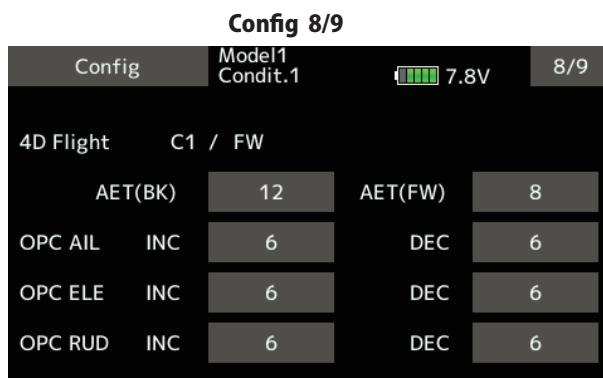 Config 8/9
Config Model1 Condit.1 7.8V 8/9
4D Flight C1 / FW
AET(BK) 12 AET(FW) 8
OPC AIL INC 6 DEC 6
OPC ELE INC 6 DEC 6
OPC RUD INC 6 DEC 6